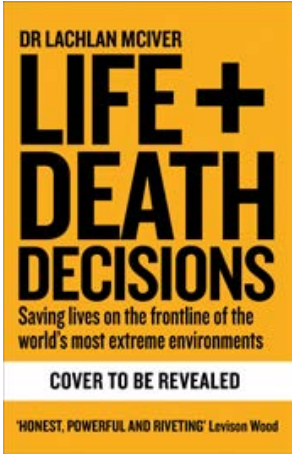 DR LACHLAN MCIVER
LIFE +
DEATH
DECISIONS
Saving lives on the frontline of the
world's most extreme environments
COVER TO BE REVEALED
'HONEST, POWERFUL AND RIVETING' Levison Wood